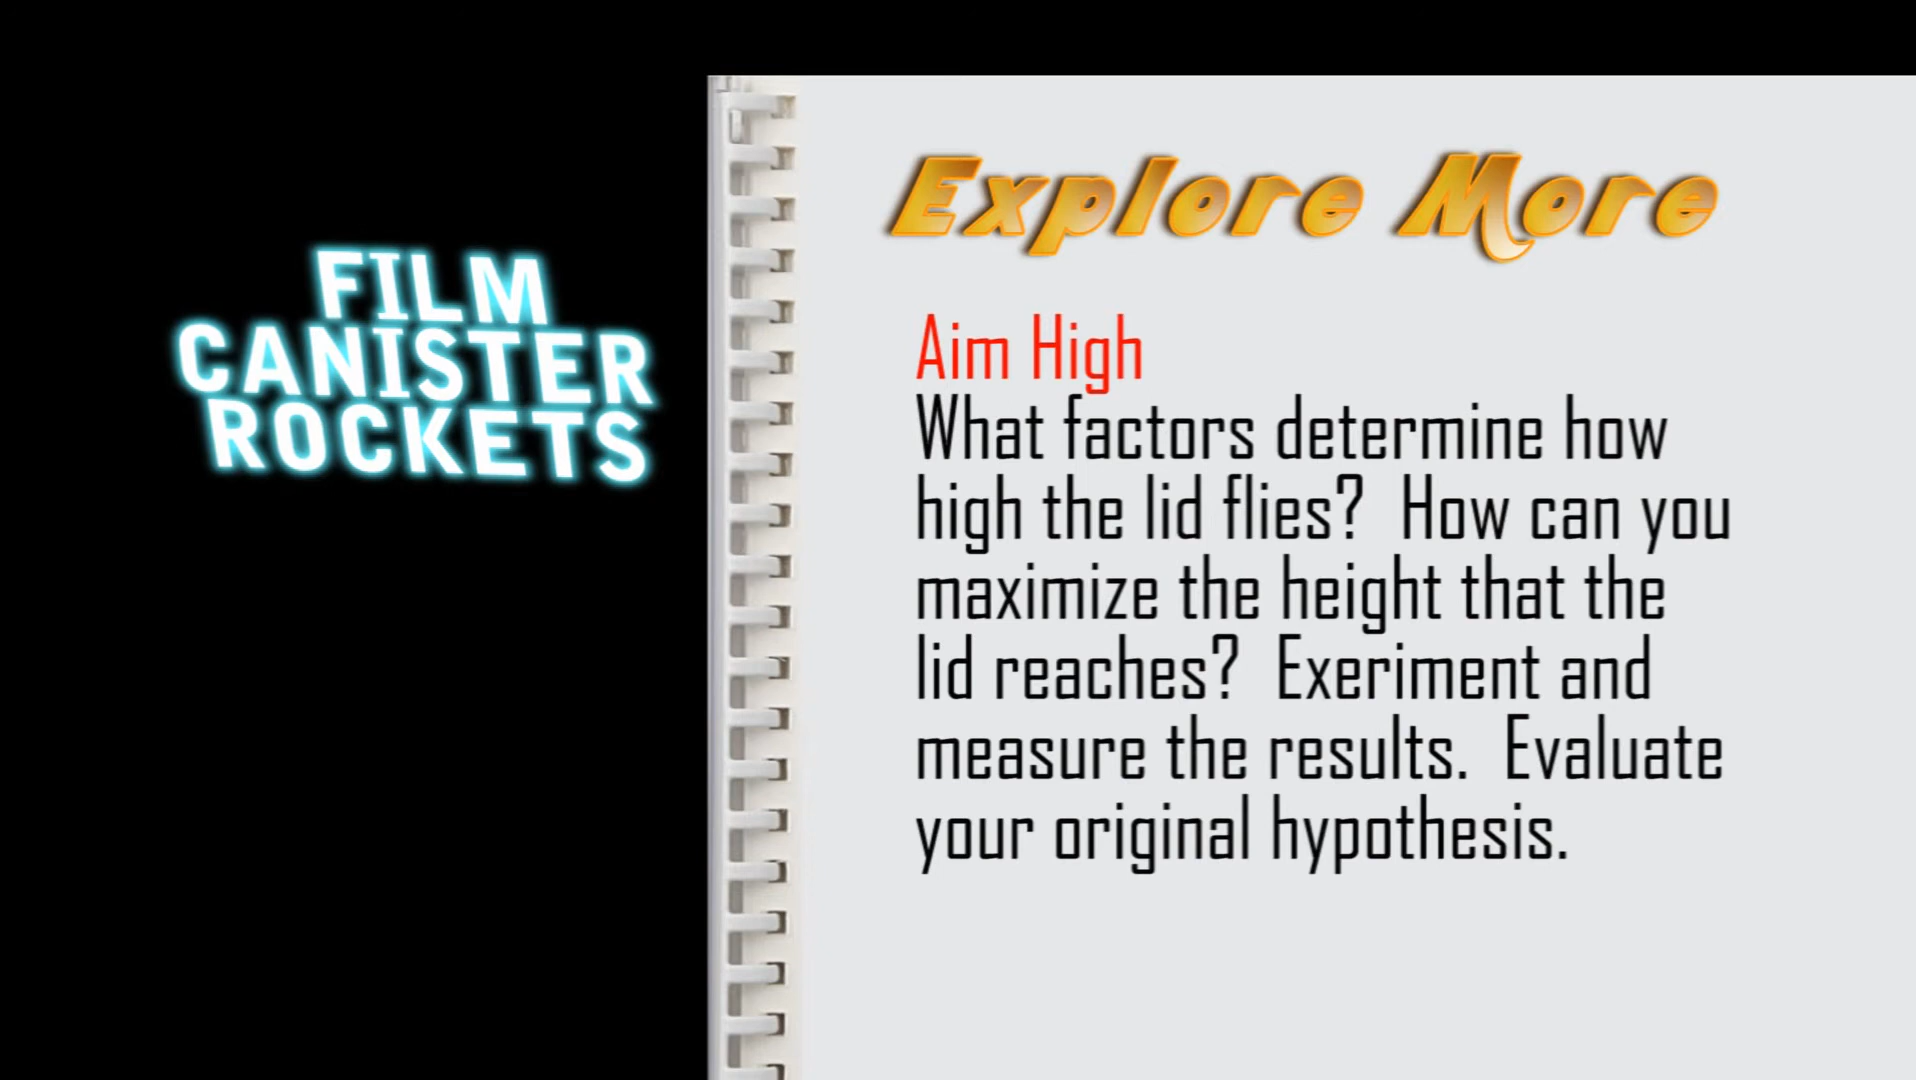 FILM
CANISTER
ROCKETS
Explore More
Aim High
What factors determine how
high the lid flies?  How can you
maximize the height that the
lid reaches?  Exeriment and
measure the results.  Evaluate
your original hypothesis.